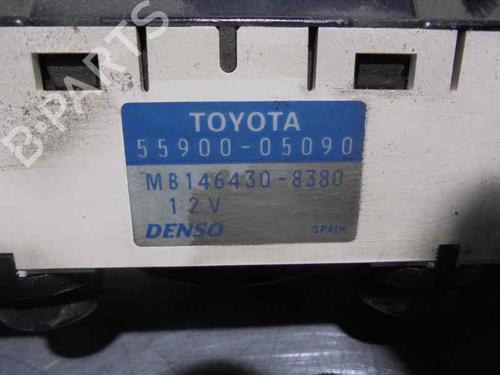 B-PARTS
TOYOTA
55900-05090
MB146430-8380
12V
DENSO
SPAIN